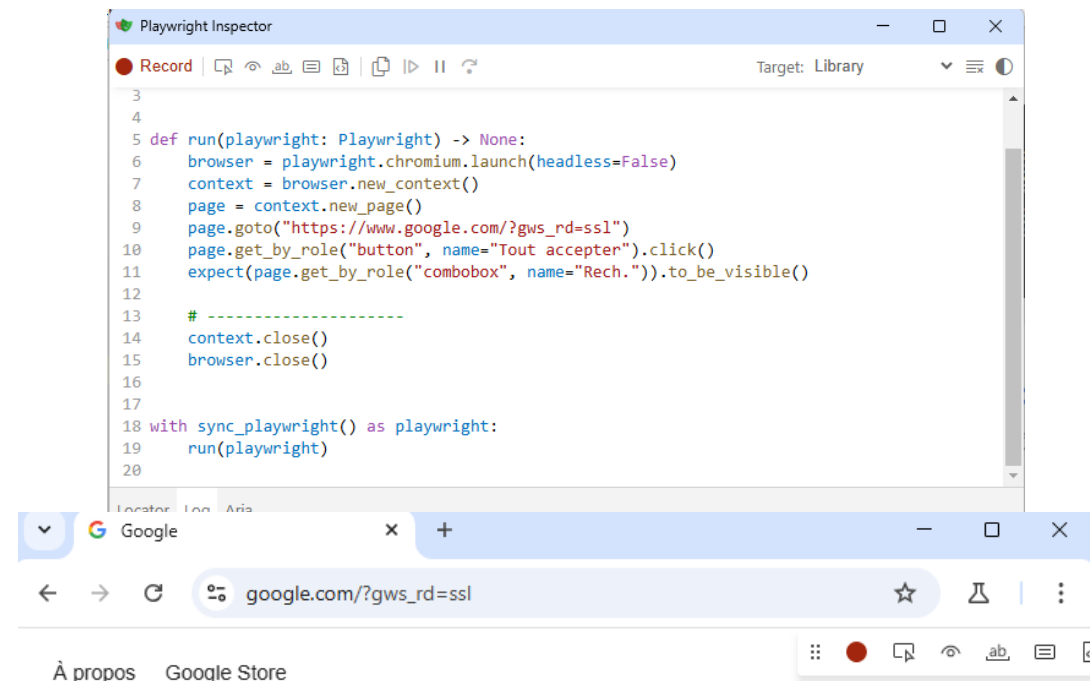 Playwright Inspector
Record ab Target: Library
3
4
5 def run(playwright: Playwright) -> None:
6 browser = playwright.chromium.launch(headless=False)
7 context = browser.new_context()
8 page = context.new_page()
9 page.goto("https://www.google.com/?gws_rd=ssl")
10 page.get_by_role("button", name="Tout accepter").click()
11 expect(page.get_by_role("combobox", name="Rech.")).to_be_visible()
12
13 # ---------------------
14 context.close()
15 browser.close()
16
17
18 with sync_playwright() as playwright:
19 run(playwright)
20
Locator Log Aria
Google
google.com/?gws_rd=ssl
ab
À propos Google Store